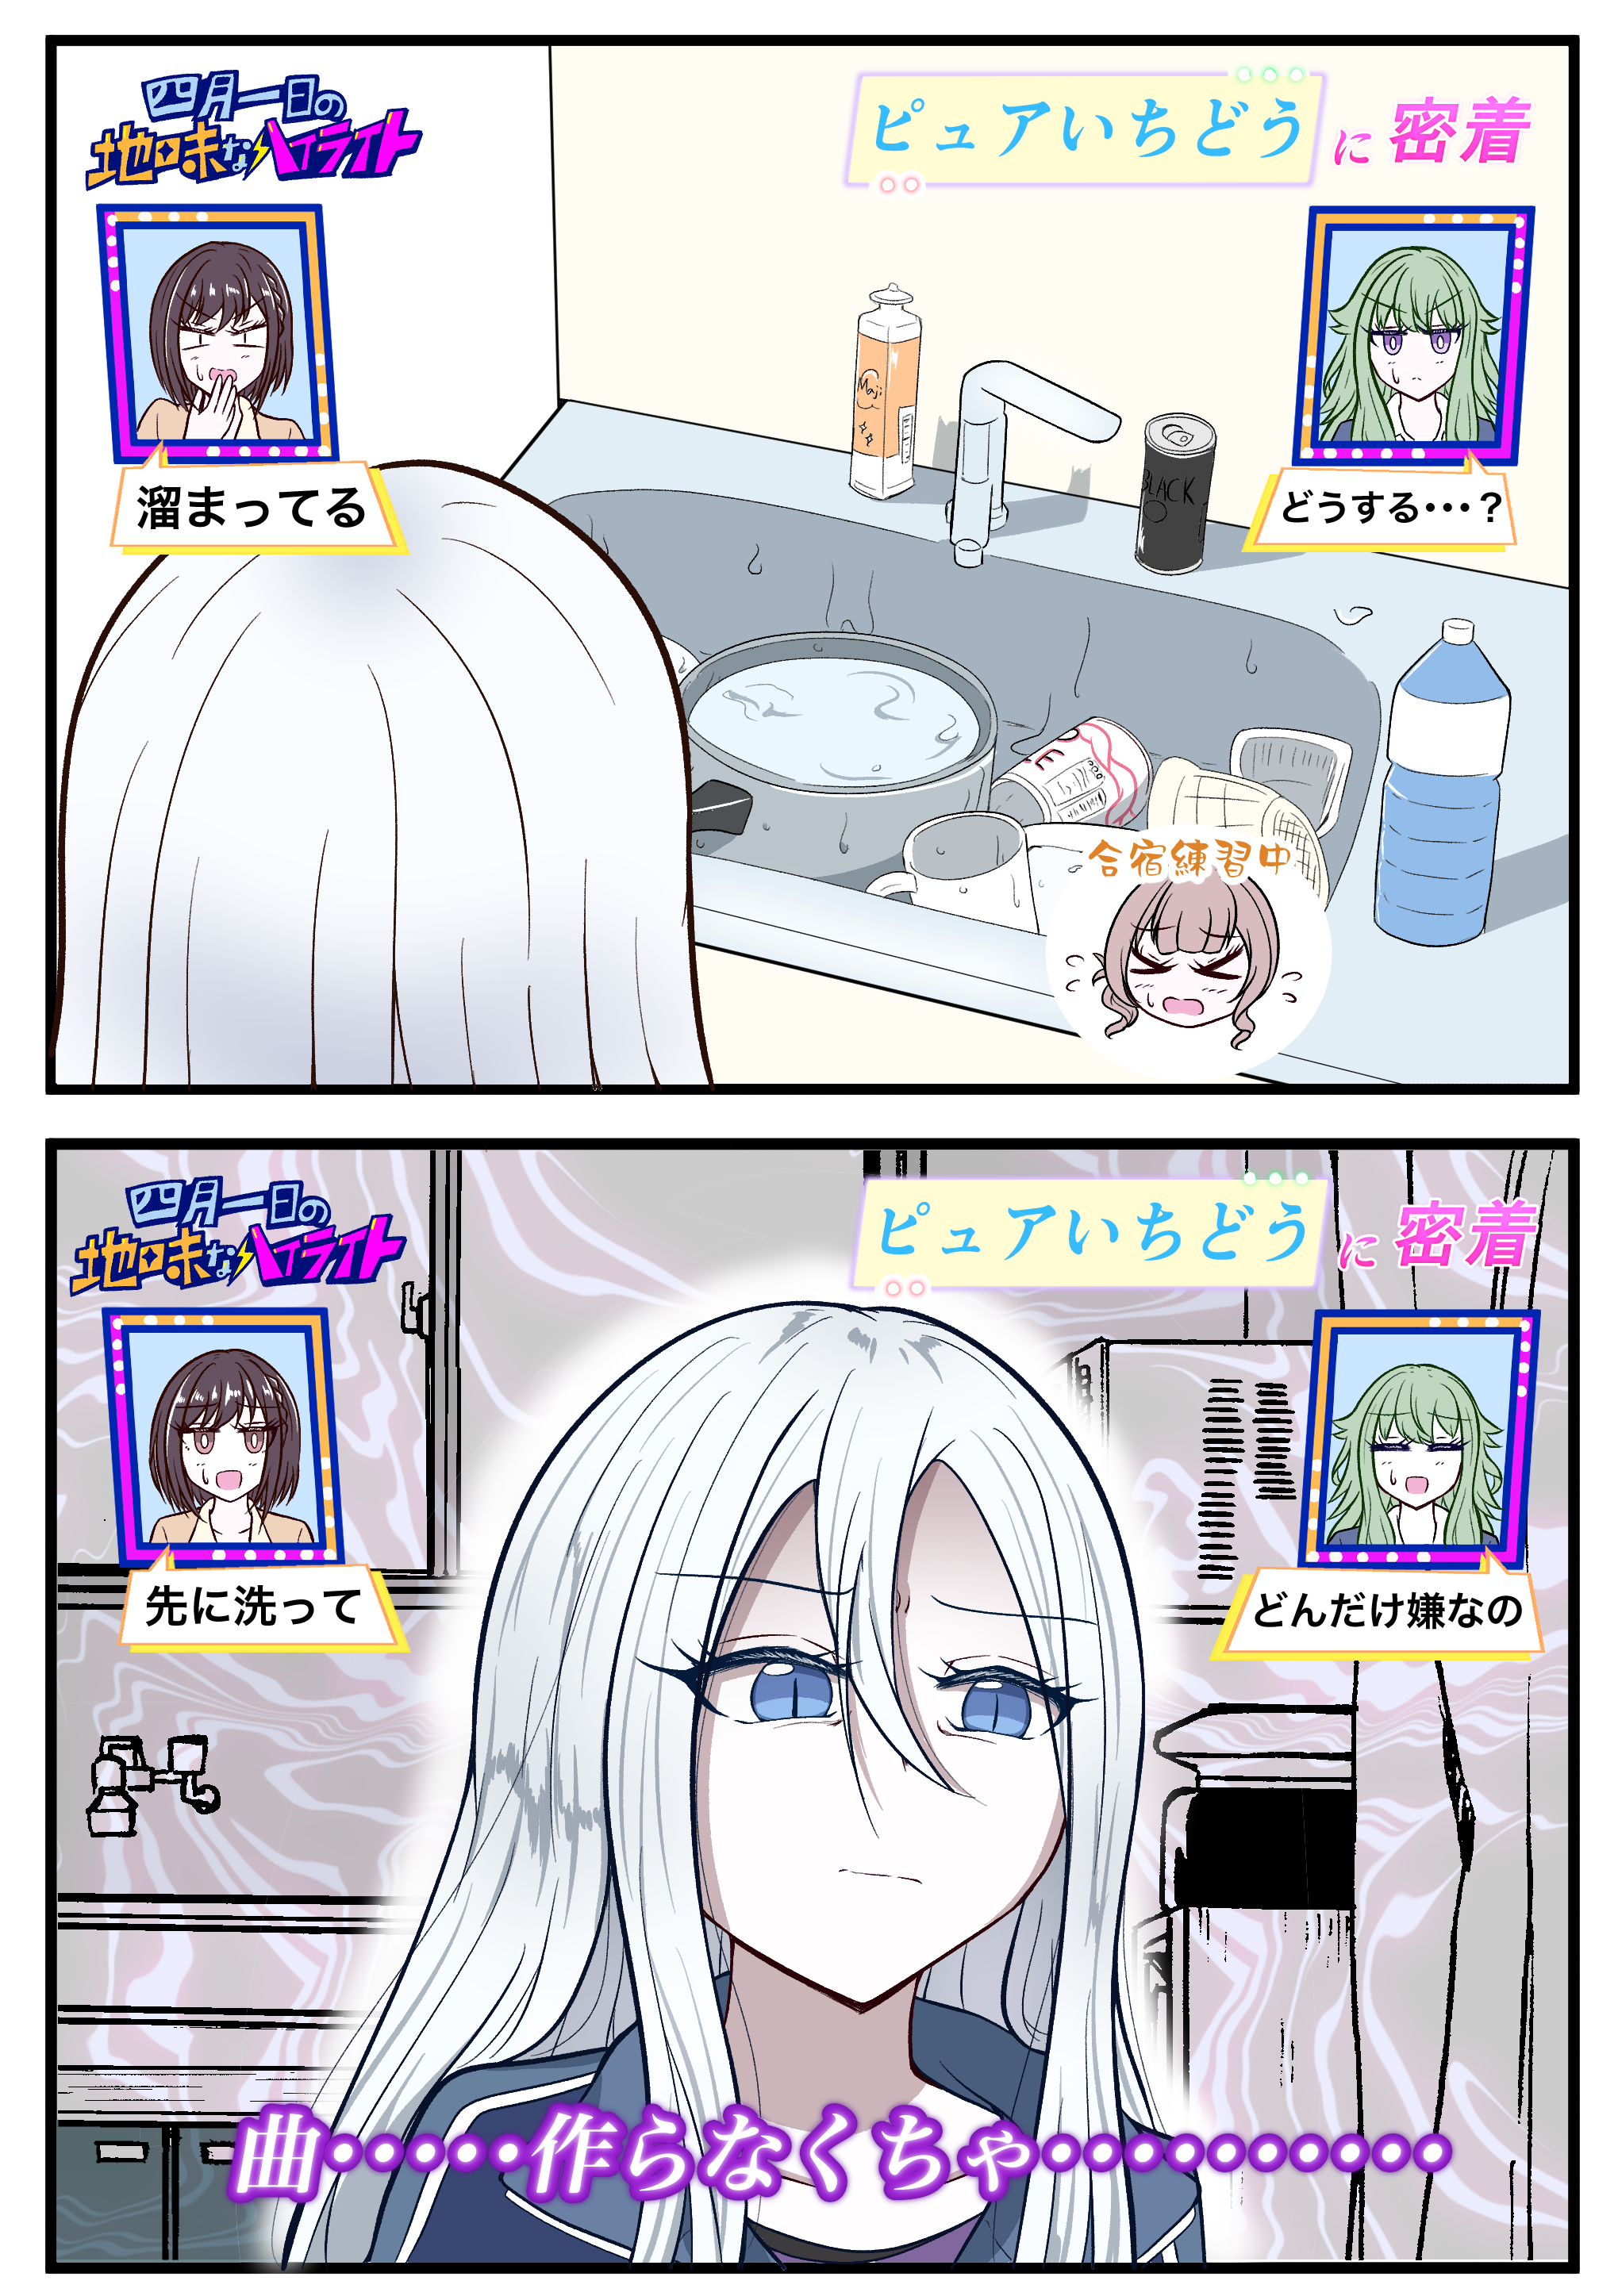 四月一日の
地味なハイライト
ピュアいちどうに密着
溜まってる
どうする・・・？
Maji
BLACK
合宿練習中
四月一日の
地味なハイライト
ピュアいちどうに密着
先に洗って
どんだけ嫌なの
曲・・・・・作らなくちゃ・・・・・・・・・・